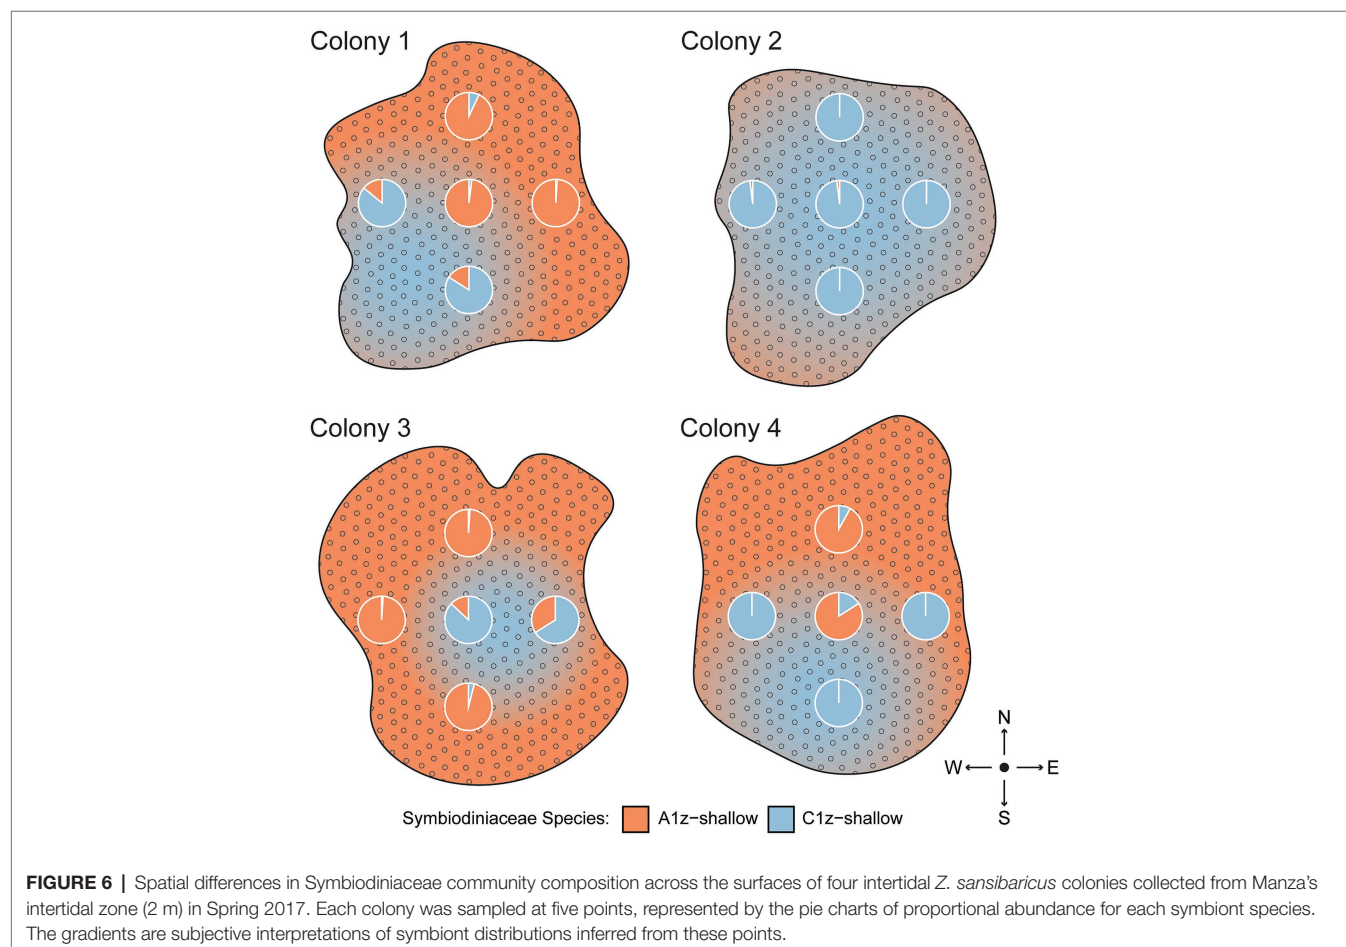 Colony 1
Colony 2
Colony 3
Colony 4
N
W E
S
Symbiodiniaceae Species: A1z−shallow C1z−shallow
FIGURE 6 | Spatial differences in Symbiodiniaceae community composition across the surfaces of four intertidal Z. sansibaricus colonies collected from Manza’s
intertidal zone (2 m) in Spring 2017. Each colony was sampled at five points, represented by the pie charts of proportional abundance for each symbiont species.
The gradients are subjective interpretations of symbiont distributions inferred from these points.